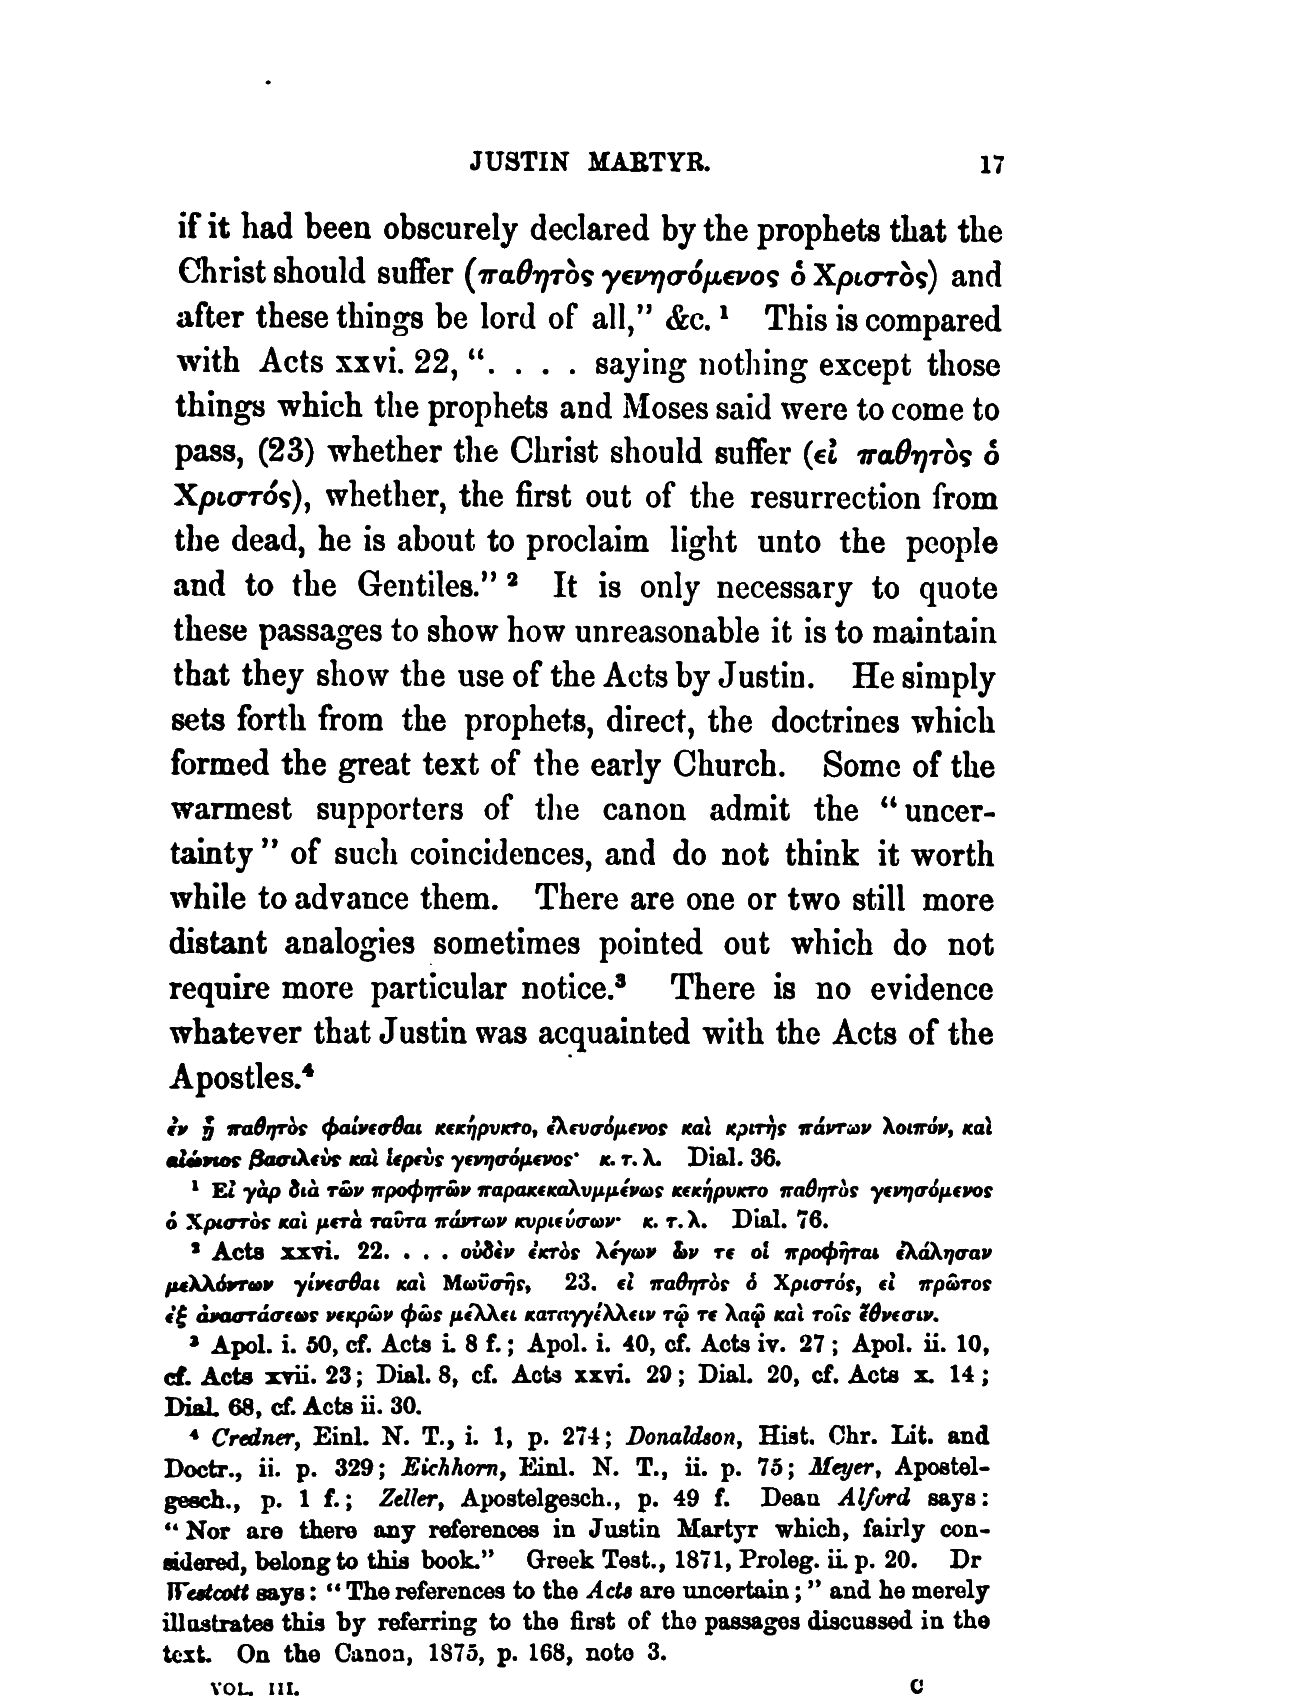 JUSTIN MARTYR. 17
if it had been obscurely declared by the prophets that the
Christ should suffer (παθητὸς γενησόμενος ὁ Χριστὸς) and
after these things be lord of all,” &c. ¹ This is compared
with Acts xxvi. 22, “. . . . saying nothing except those
things which the prophets and Moses said were to come to
pass, (23) whether the Christ should suffer (εἰ παθητὸς ὁ
Χριστός), whether, the first out of the resurrection from
the dead, he is about to proclaim light unto the people
and to the Gentiles.” ² It is only necessary to quote
these passages to show how unreasonable it is to maintain
that they show the use of the Acts by Justin. He simply
sets forth from the prophets, direct, the doctrines which
formed the great text of the early Church. Some of the
warmest supporters of the canon admit the “uncer-
tainty” of such coincidences, and do not think it worth
while to advance them. There are one or two still more
distant analogies sometimes pointed out which do not
require more particular notice.³ There is no evidence
whatever that Justin was acquainted with the Acts of the
Apostles.⁴
ἐν ᾗ παθητὸς φαίνεσθαι κεκήρυκτο, ἐλευσόμενος καὶ κριτὴς πάντων λοιπόν, καὶ
αἰώνιος βασιλεὺς καὶ ἱερεὺς γενησόμενος· κ. τ. λ. Dial. 36.
¹ Εἰ γὰρ διὰ τῶν προφητῶν παρακεκαλυμμένως κεκήρυκτο παθητὸς γενησόμενος
ὁ Χριστὸς καὶ μετὰ ταῦτα πάντων κυριεύσων· κ. τ. λ. Dial. 76.
² Acts xxvi. 22. . . . οὐδὲν ἐκτὸς λέγων ὧν τε οἱ προφῆται ἐλάλησαν
μελλόντων γίνεσθαι καὶ Μωϋσῆς, 23. εἰ παθητὸς ὁ Χριστός, εἰ πρῶτος
ἐξ ἀναστάσεως νεκρῶν φῶς μέλλει καταγγέλλειν τῷ τε λαῷ καὶ τοῖς ἔθνεσιν.
³ Apol. i. 50, cf. Acts i. 8 f.; Apol. i. 40, cf. Acts iv. 27; Apol. ii. 10,
cf. Acts xvii. 23; Dial. 8, cf. Acts xxvi. 29; Dial. 20, cf. Acts x. 14;
Dial. 68, cf. Acts ii. 30.
⁴ Credner, Einl. N. T., i. 1, p. 274; Donaldson, Hist. Chr. Lit. and
Doctr., ii. p. 329; Eichhorn, Einl. N. T., ii. p. 75; Meyer, Apostel-
gesch., p. 1 f.; Zeller, Apostelgesch., p. 49 f. Dean Alford says:
“Nor are there any references in Justin Martyr which, fairly con-
sidered, belong to this book.” Greek Test., 1871, Proleg. ii. p. 20. Dr
Westcott says: “The references to the Acts are uncertain;” and he merely
illustrates this by referring to the first of the passages discussed in the
text. On the Canon, 1875, p. 168, note 3.
VOL. III. C